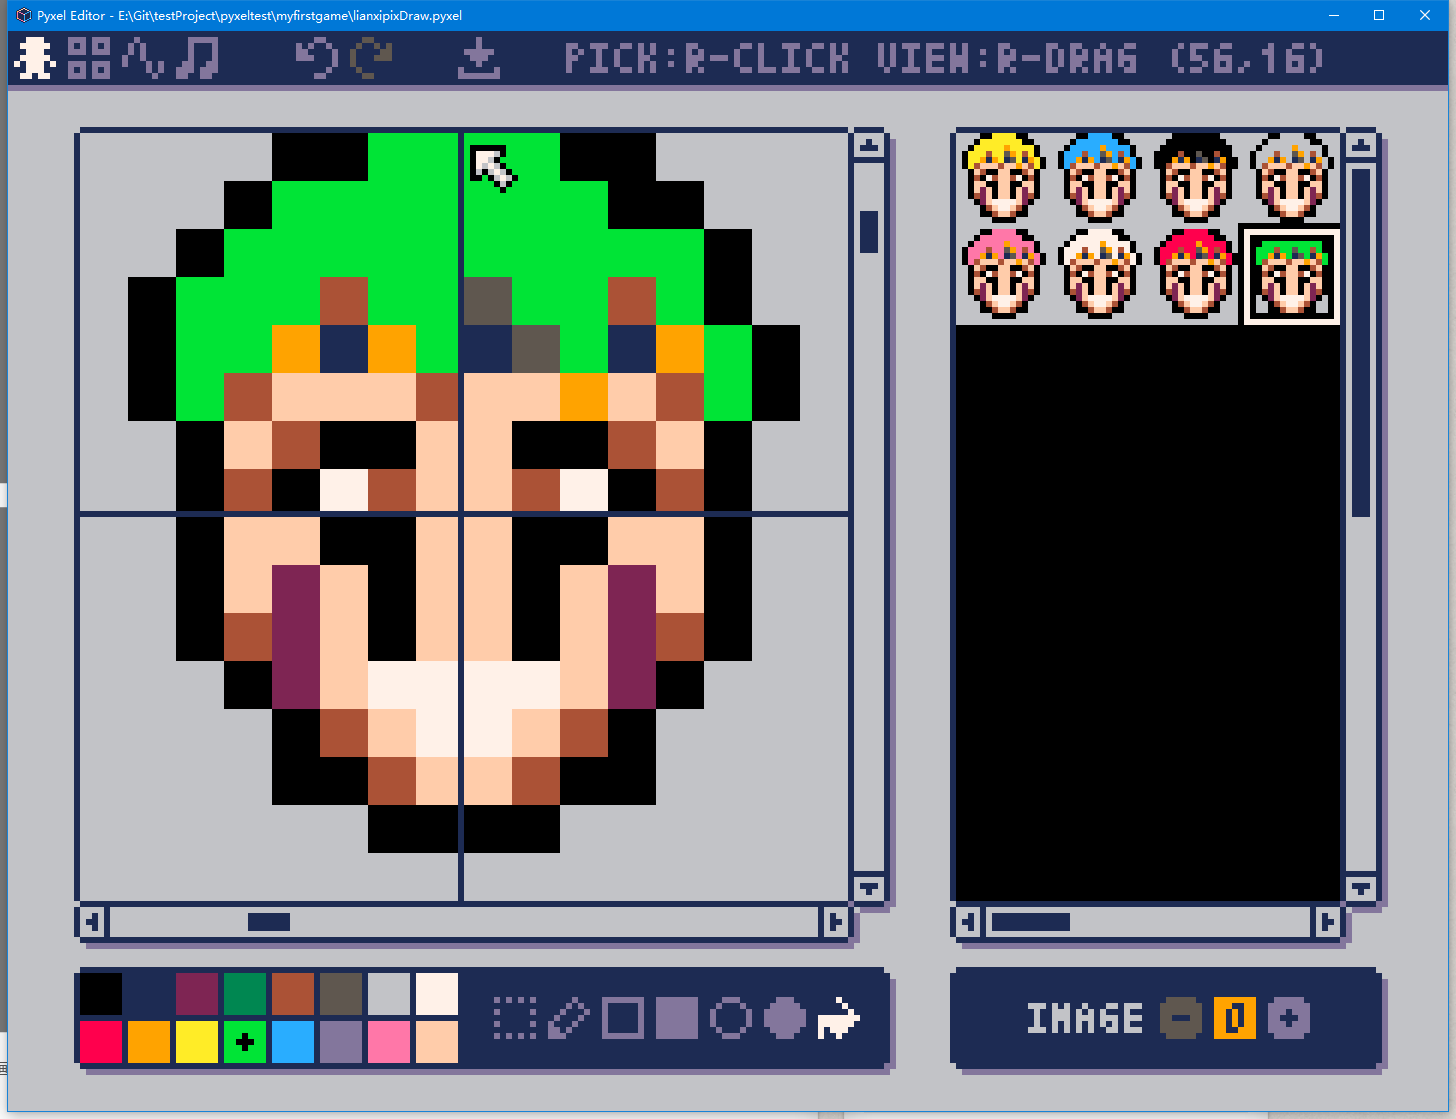 Pyxel Editor - E:\Git\testProject\pyxeltest\myfirstgame\lianxipixDraw.pyxel
PICK:R-CLICK VIEW:R-DRAG (56,16)
IMAGE - 0 +